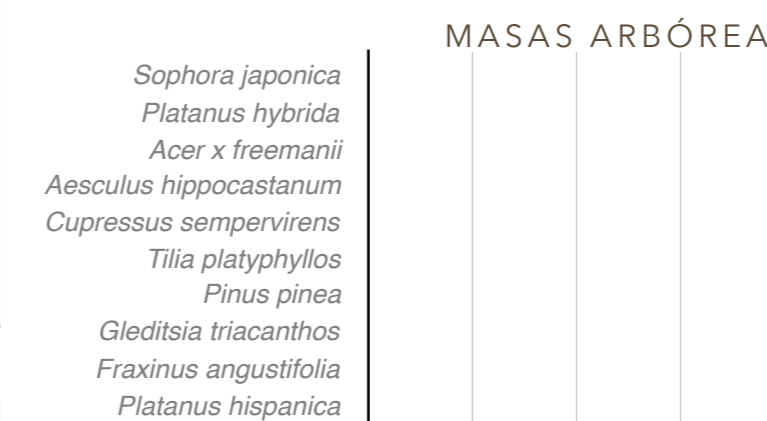 MASAS ARBÓREA
Sophora japonica
Platanus hybrida
Acer x freemanii
Aesculus hippocastanum
Cupressus sempervirens
Tilia platyphyllos
Pinus pinea
Gleditsia triacanthos
Fraxinus angustifolia
Platanus hispanica